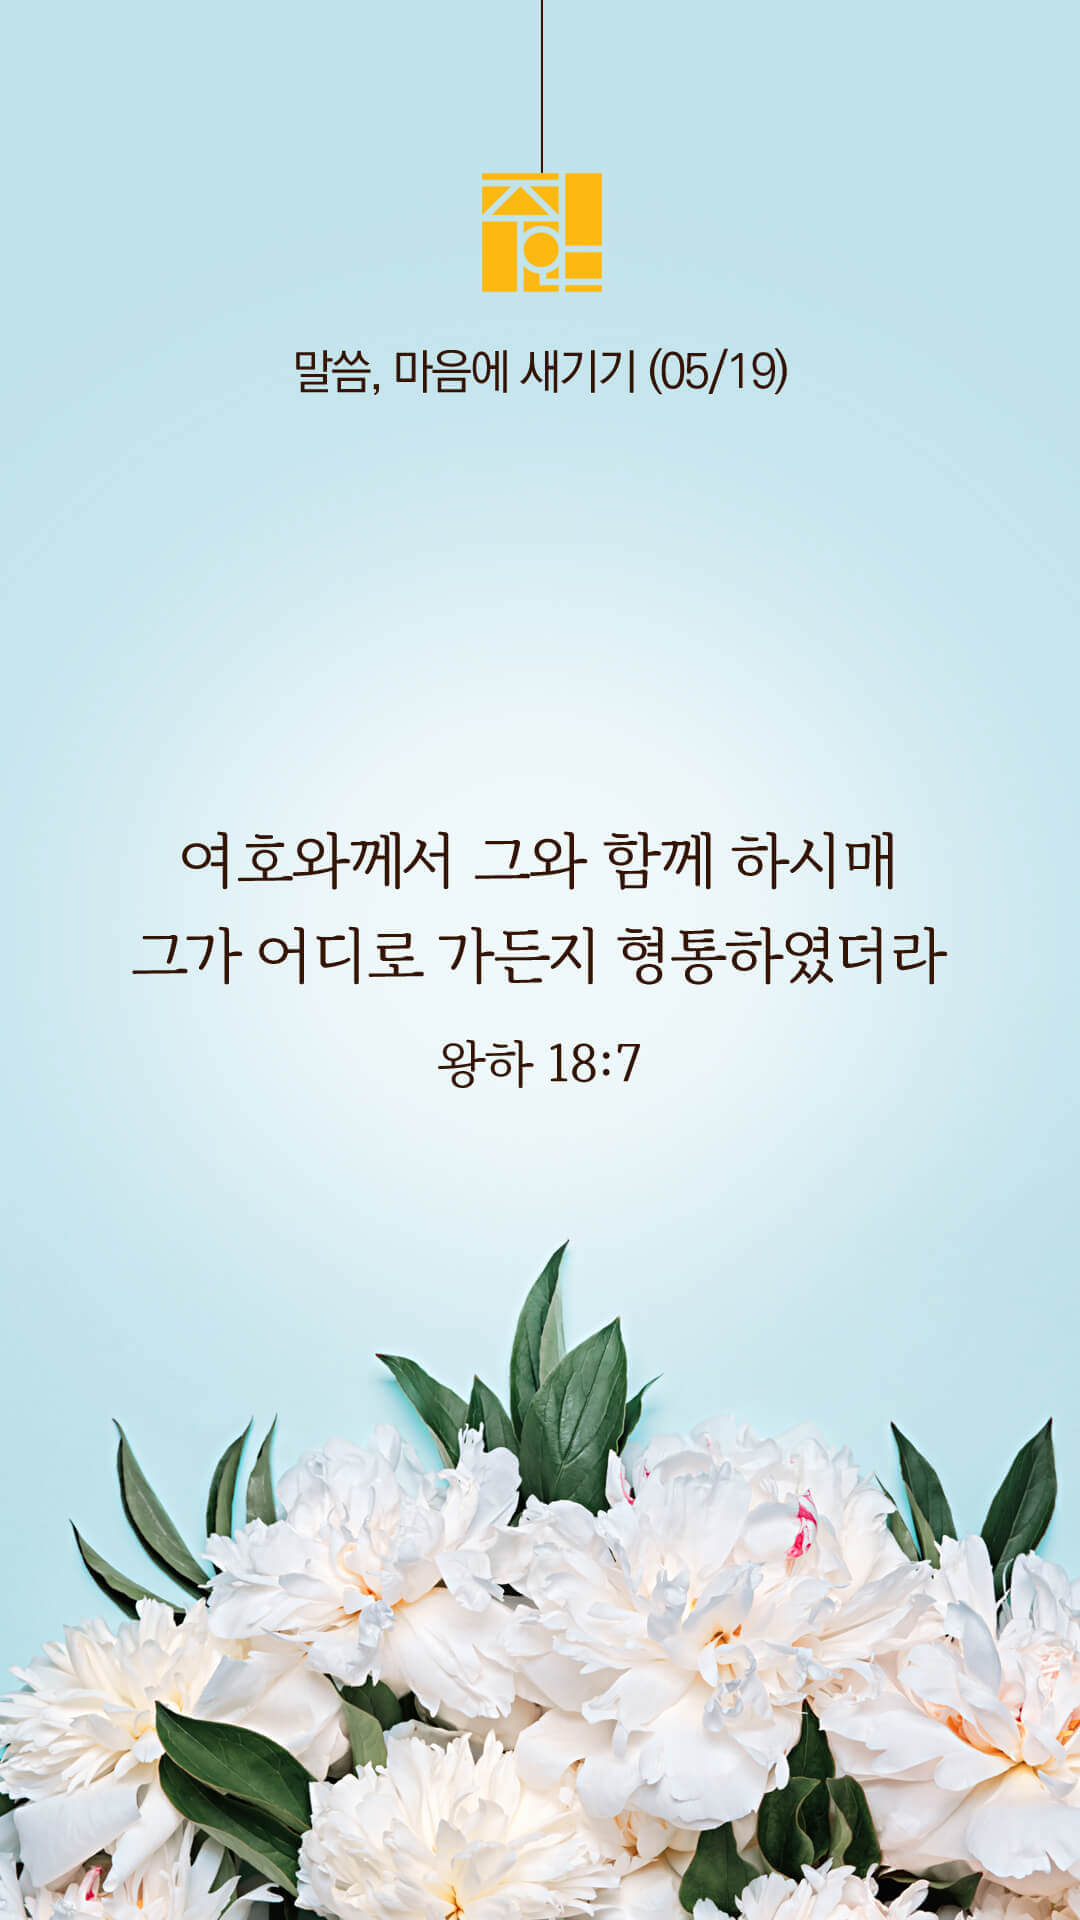 말씀, 마음에 새기기 (05/19)
여호와께서 그와 함께 하시매
그가 어디로 가든지 형통하였더라
왕하 18:7